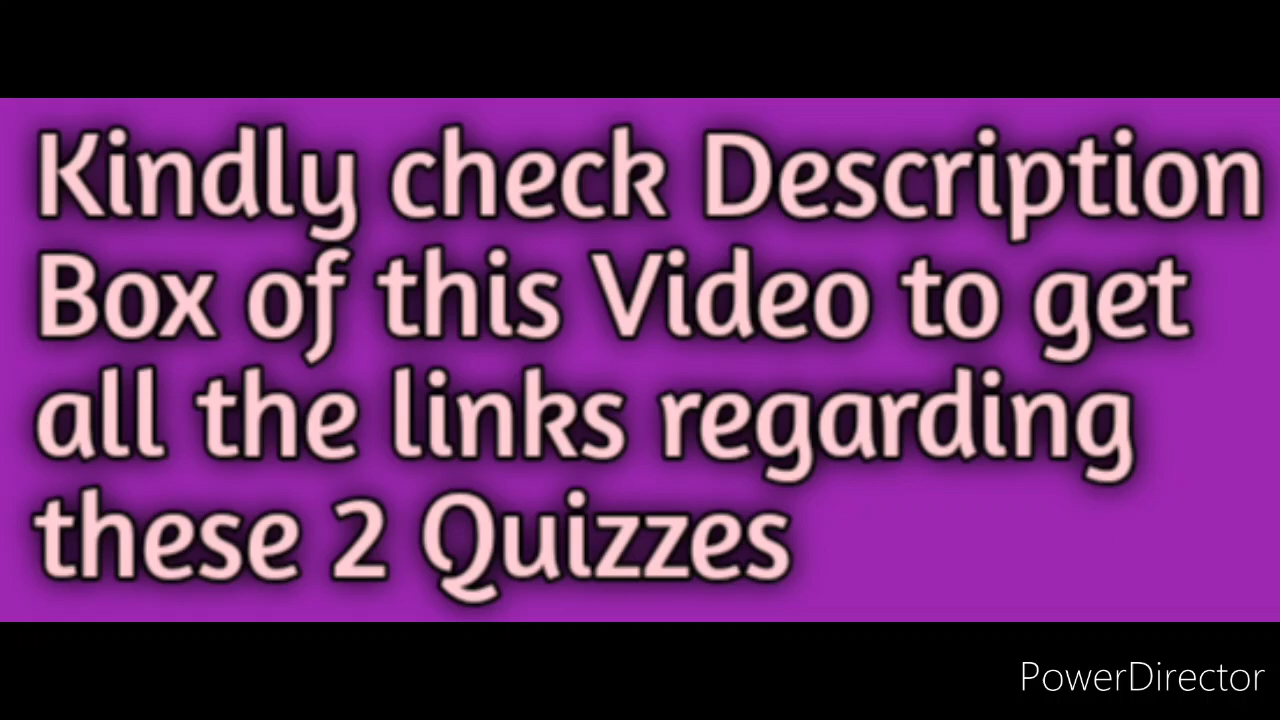 Kindly check Description
Box of this Video to get
all the links regarding
these 2 Quizzes
PowerDirector